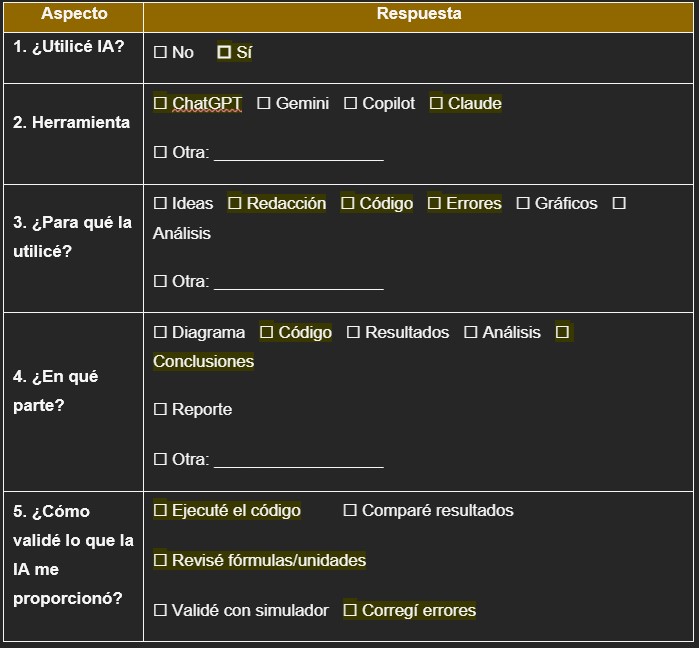 Aspecto Respuesta
1. ¿Utilicé IA? ☐ No ☐ Sí
2. Herramienta
☐ ChatGPT ☐ Gemini ☐ Copilot ☐ Claude
☐ Otra: ___________________
3. ¿Para qué la
utilicé?
☐ Ideas ☐ Redacción ☐ Código ☐ Errores ☐ Gráficos ☐
Análisis
☐ Otra: ___________________
4. ¿En qué
parte?
☐ Diagrama ☐ Código ☐ Resultados ☐ Análisis ☐
Conclusiones
☐ Reporte
☐ Otra: ___________________
5. ¿Cómo
validé lo que la
IA me
proporcionó?
☐ Ejecuté el código ☐ Comparé resultados
☐ Revisé fórmulas/unidades
☐ Validé con simulador ☐ Corregí errores